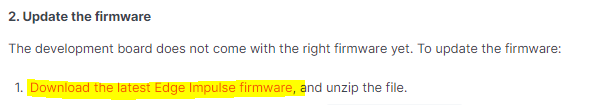 2. Update the firmware
The development board does not come with the right firmware yet. To update the firmware:
1. Download the latest Edge Impulse firmware, and unzip the file.